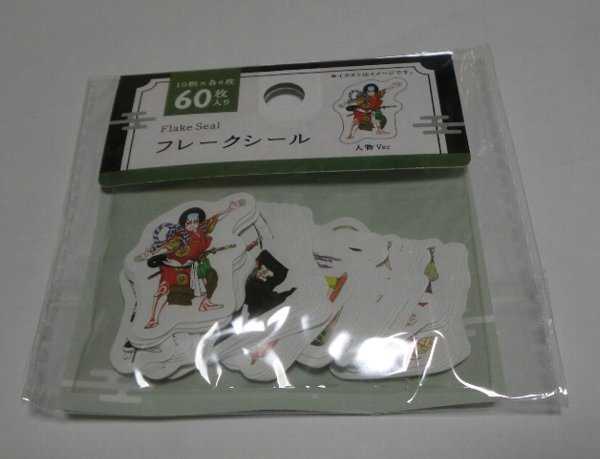 10柄×各6枚
60枚入り
Flake Seal
フレークシール
※イラストはイメージです。
人物 Ver